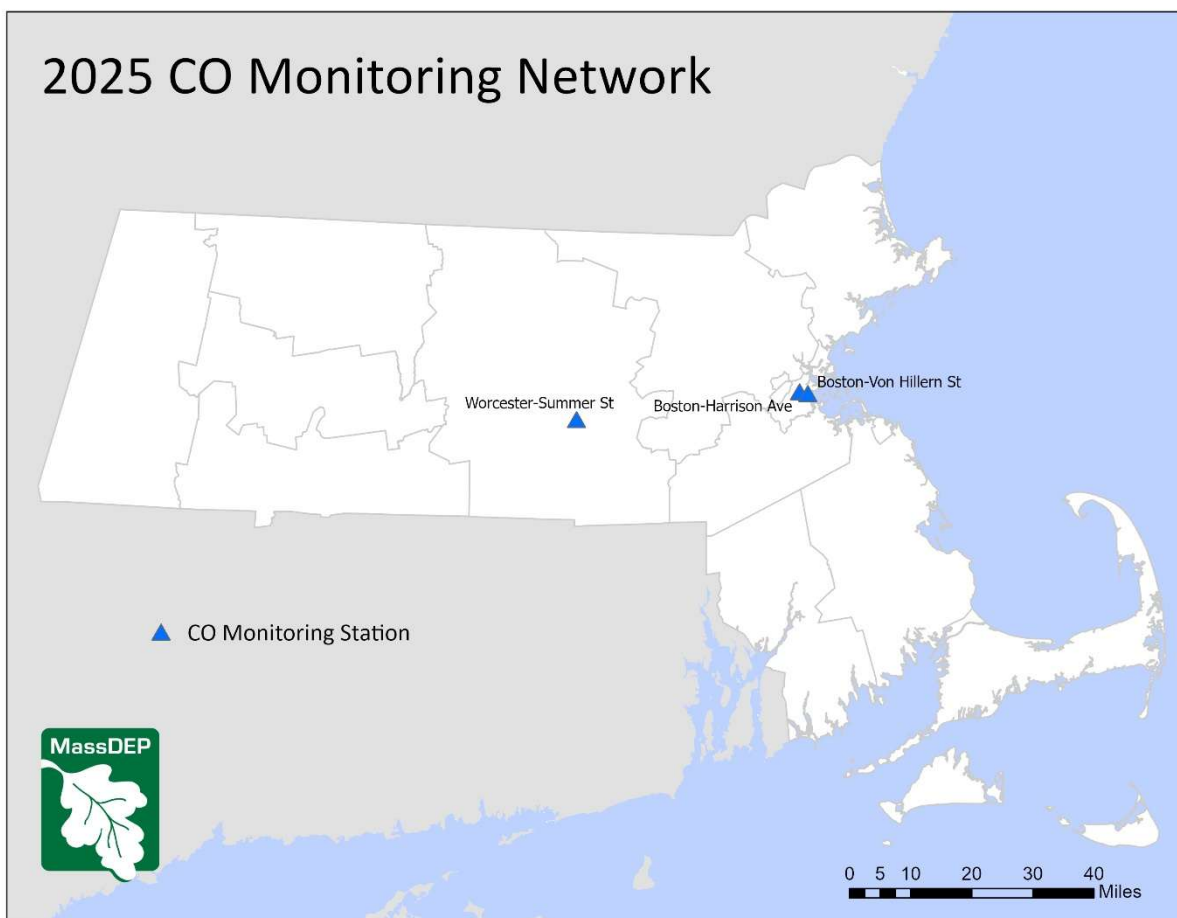 2025 CO Monitoring Network
Boston-Von Hillern St
Worcester-Summer St
Boston-Harrison Ave
CO Monitoring Station
MassDEP
0 5 10 20 30 40
Miles